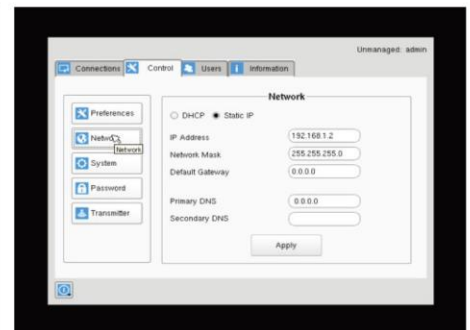 Unmanaged: admin
Connections Control Users Information
Network
Preferences
Network
Network
System
Password
Transmitter
DHCP Static IP
IP Address 192.168.1.2
Network Mask 255.255.255.0
Default Gateway 0.0.0.0
Primary DNS 0.0.0.0
Secondary DNS
Apply